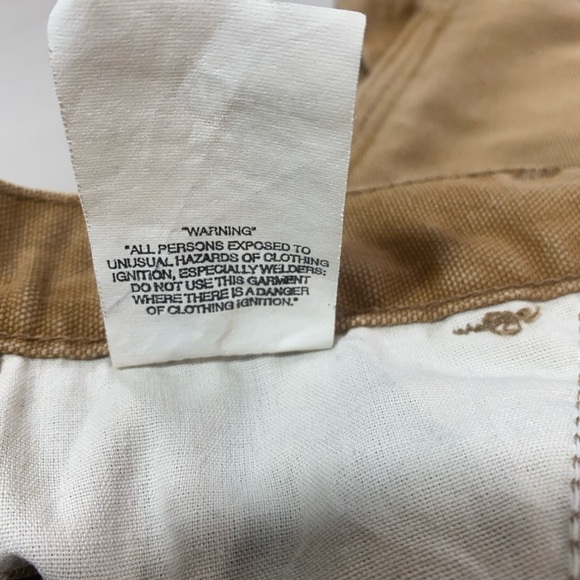 "WARNING"
"ALL PERSONS EXPOSED TO
UNUSUAL HAZARDS OF CLOTHING
IGNITION, ESPECIALLY WELDERS:
DO NOT USE THIS GARMENT
WHERE THERE IS A DANGER
OF CLOTHING IGNITION."